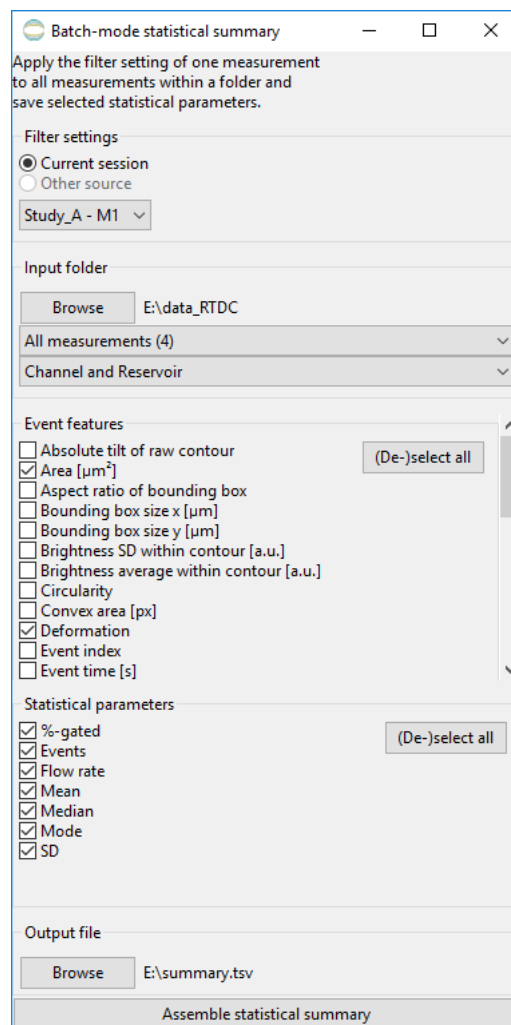 Batch-mode statistical summary
Apply the filter setting of one measurement
to all measurements within a folder and
save selected statistical parameters.
Filter settings
Current session
Other source
Study_A - M1
Input folder
Browse E:\data_RTDC
All measurements (4)
Channel and Reservoir
Event features
(De-)select all
Absolute tilt of raw contour
Area [µm²]
Aspect ratio of bounding box
Bounding box size x [µm]
Bounding box size y [µm]
Brightness SD within contour [a.u.]
Brightness average within contour [a.u.]
Circularity
Convex area [px]
Deformation
Event index
Event time [s]
Statistical parameters
(De-)select all
%-gated
Events
Flow rate
Mean
Median
Mode
SD
Output file
Browse E:\summary.tsv
Assemble statistical summary